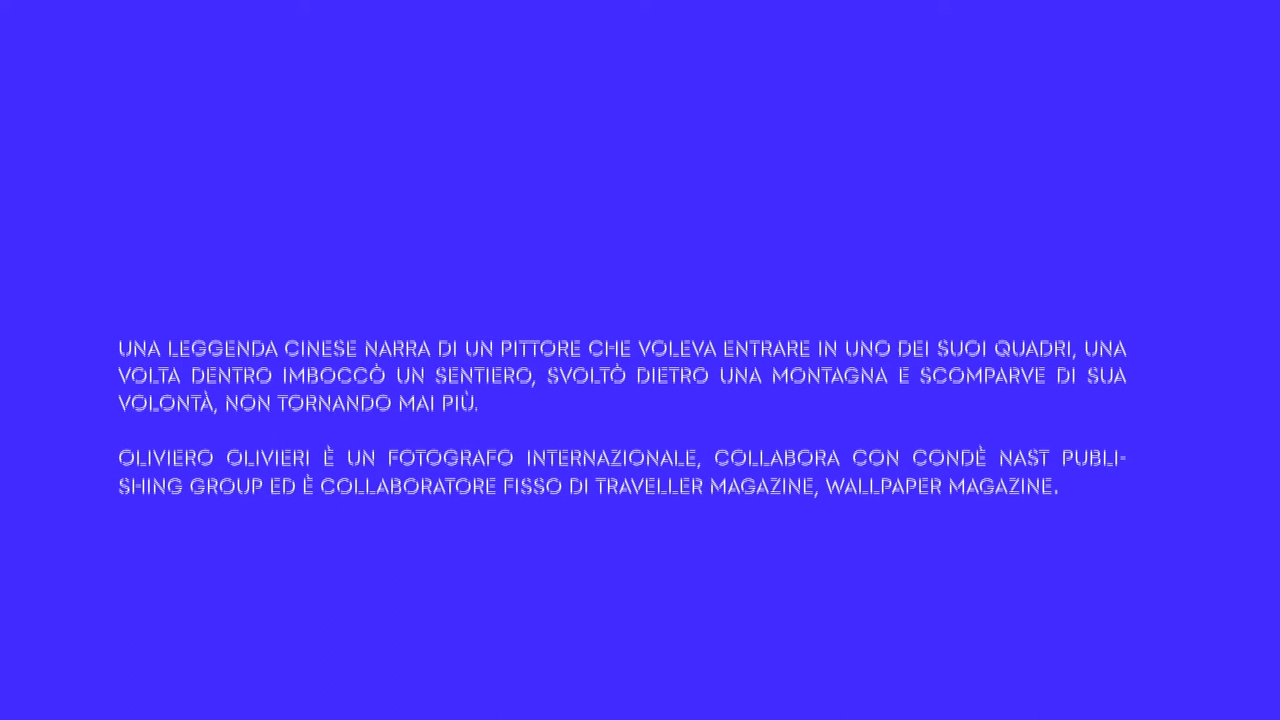 UNA LEGGENDA CINESE NARRA DI UN PITTORE CHE VOLEVA ENTRARE IN UNO DEI SUOI QUADRI, UNA
VOLTA DENTRO IMBOCCÒ UN SENTIERO, SVOLTÒ DIETRO UNA MONTAGNA E SCOMPARVE DI SUA
VOLONTÀ, NON TORNANDO MAI PIÙ.
OLIVIERO OLIVIERI È UN FOTOGRAFO INTERNAZIONALE, COLLABORA CON CONDÈ NAST PUBLI-
SHING GROUP ED È COLLABORATORE FISSO DI TRAVELLER MAGAZINE, WALLPAPER MAGAZINE.